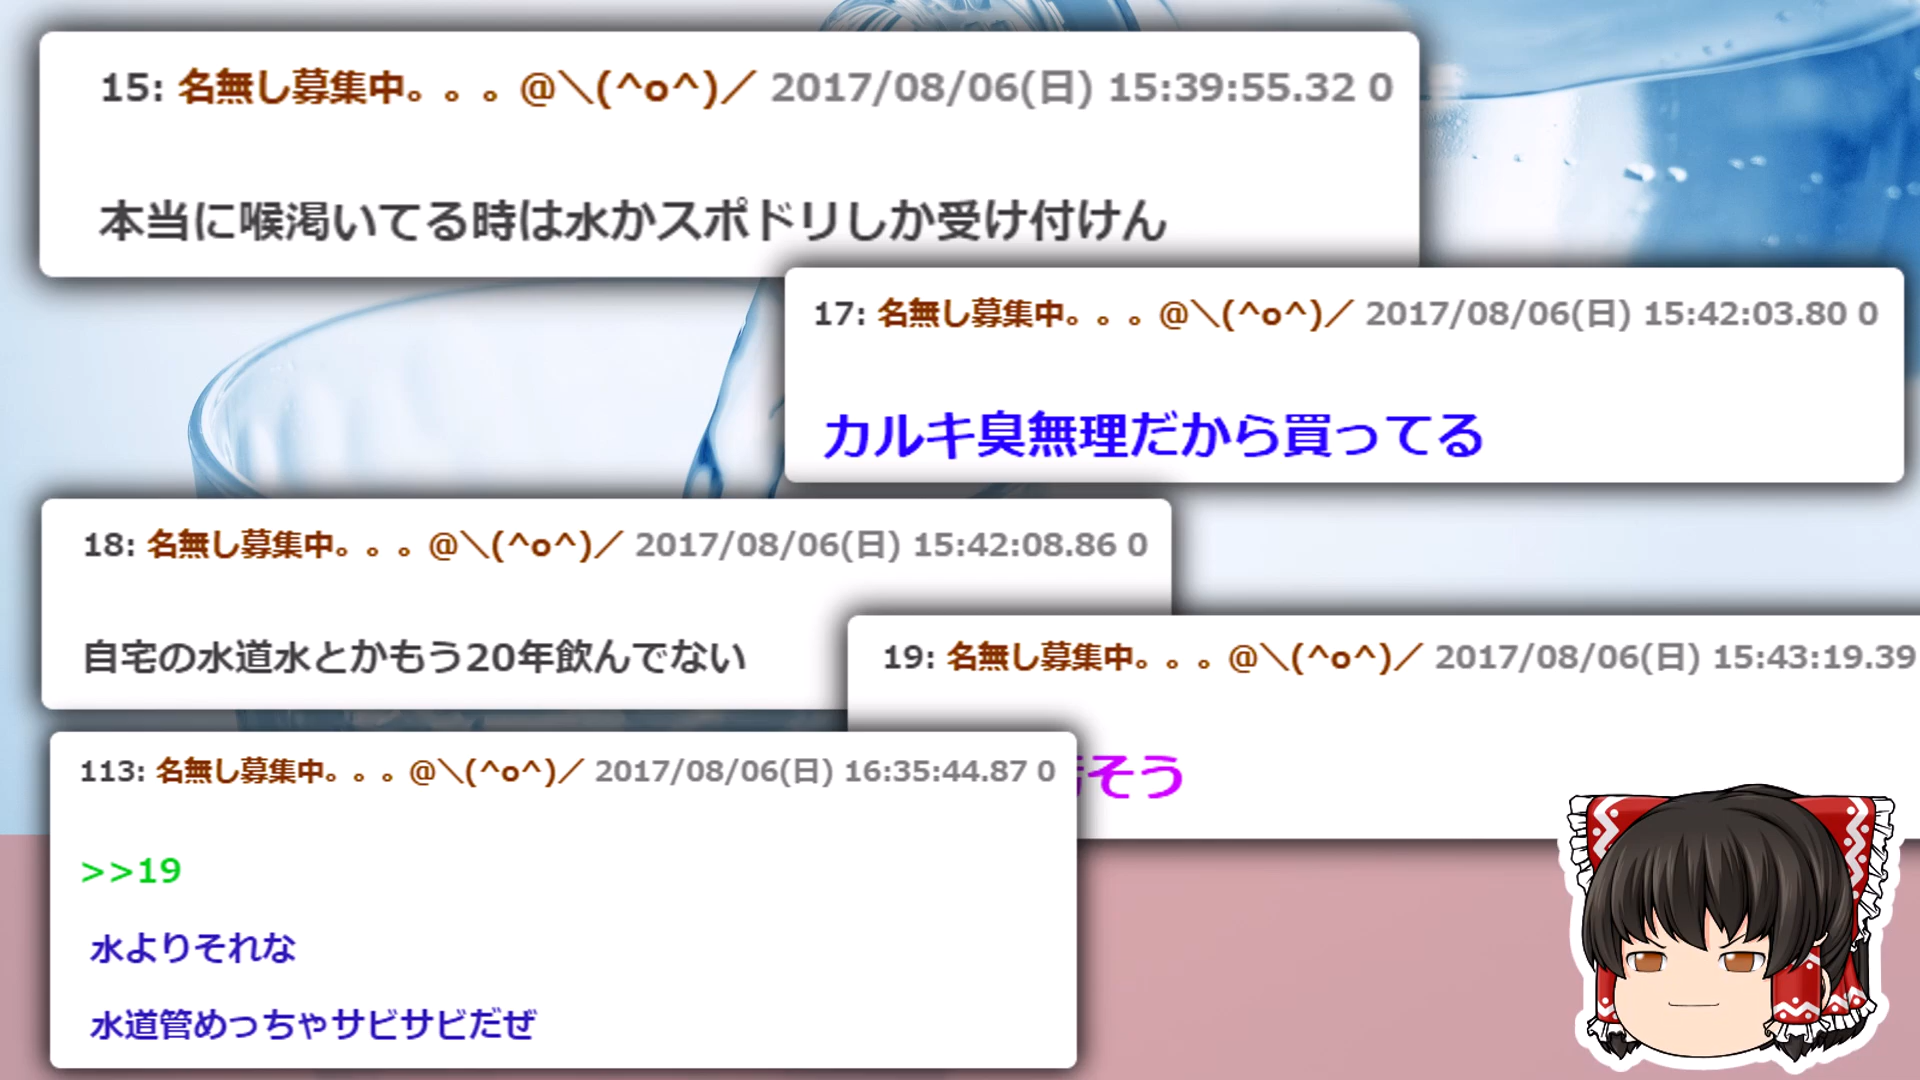 15: 名無し募集中。。。@＼(^o^)／ 2017/08/06(日) 15:39:55.32 0
本当に喉渇いてる時は水かスポドリしか受け付けん
17: 名無し募集中。。。@＼(^o^)／ 2017/08/06(日) 15:42:03.80 0
カルキ臭無理だから買ってる
18: 名無し募集中。。。@＼(^o^)／ 2017/08/06(日) 15:42:08.86 0
自宅の水道水とかもう20年飲んでない
19: 名無し募集中。。。@＼(^o^)／ 2017/08/06(日) 15:43:19.39
そう
113: 名無し募集中。。。@＼(^o^)／ 2017/08/06(日) 16:35:44.87 0
>>19
水よりそれな
水道管めっちゃサビサビだぜ